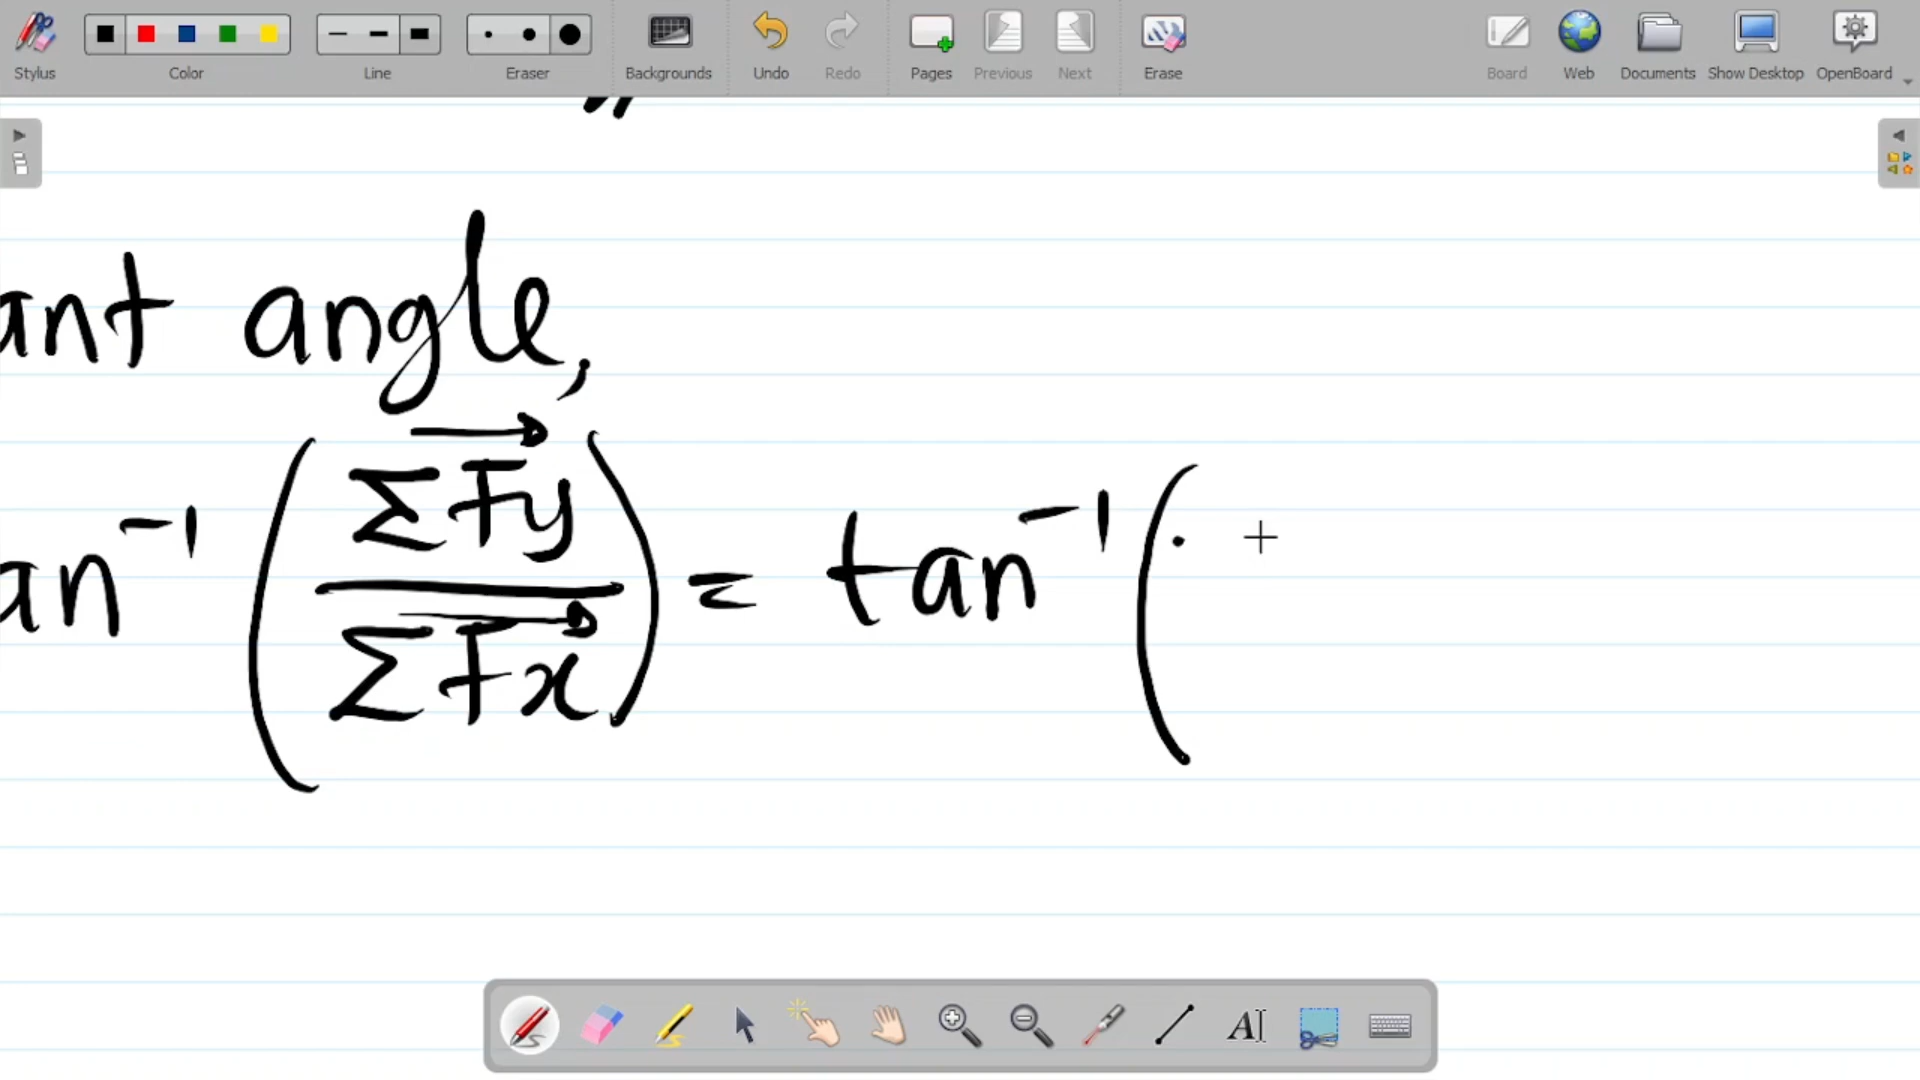 Stylus Color Line Eraser Backgrounds Undo Redo Pages Previous Next Erase Board Web Documents Show Desktop OpenBoard
ant angle,
an⁻¹ (ΣFy / ΣFx) = tan⁻¹ (